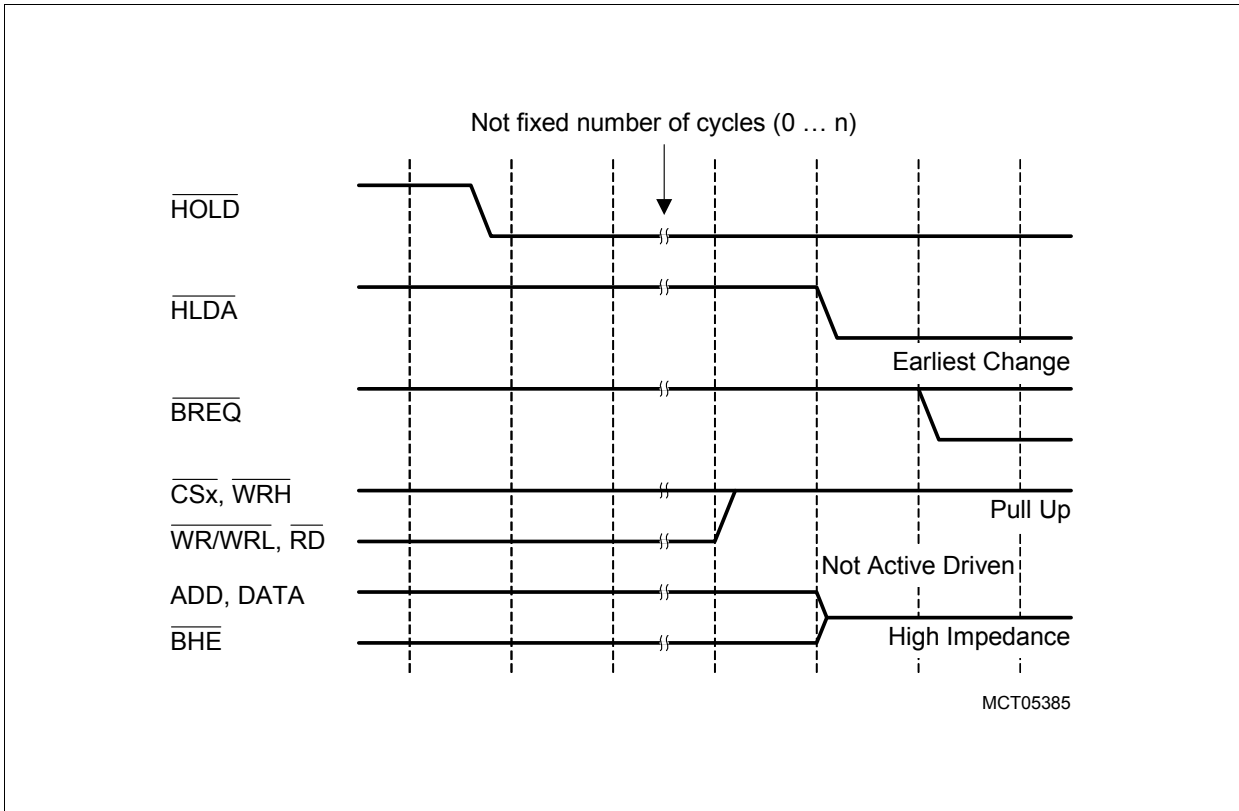 Not fixed number of cycles (0 … n)
HOLD
HLDA
Earliest Change
BREQ
CSx, WRH
Pull Up
WR/WRL, RD
Not Active Driven
ADD, DATA
BHE
High Impedance
MCT05385